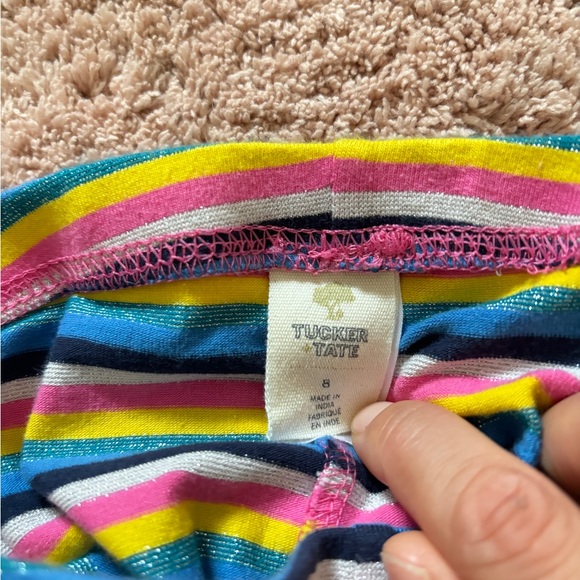 TUCKER
+ TATE
8
MADE IN
INDIA
FABRIQUÉ
EN INDE